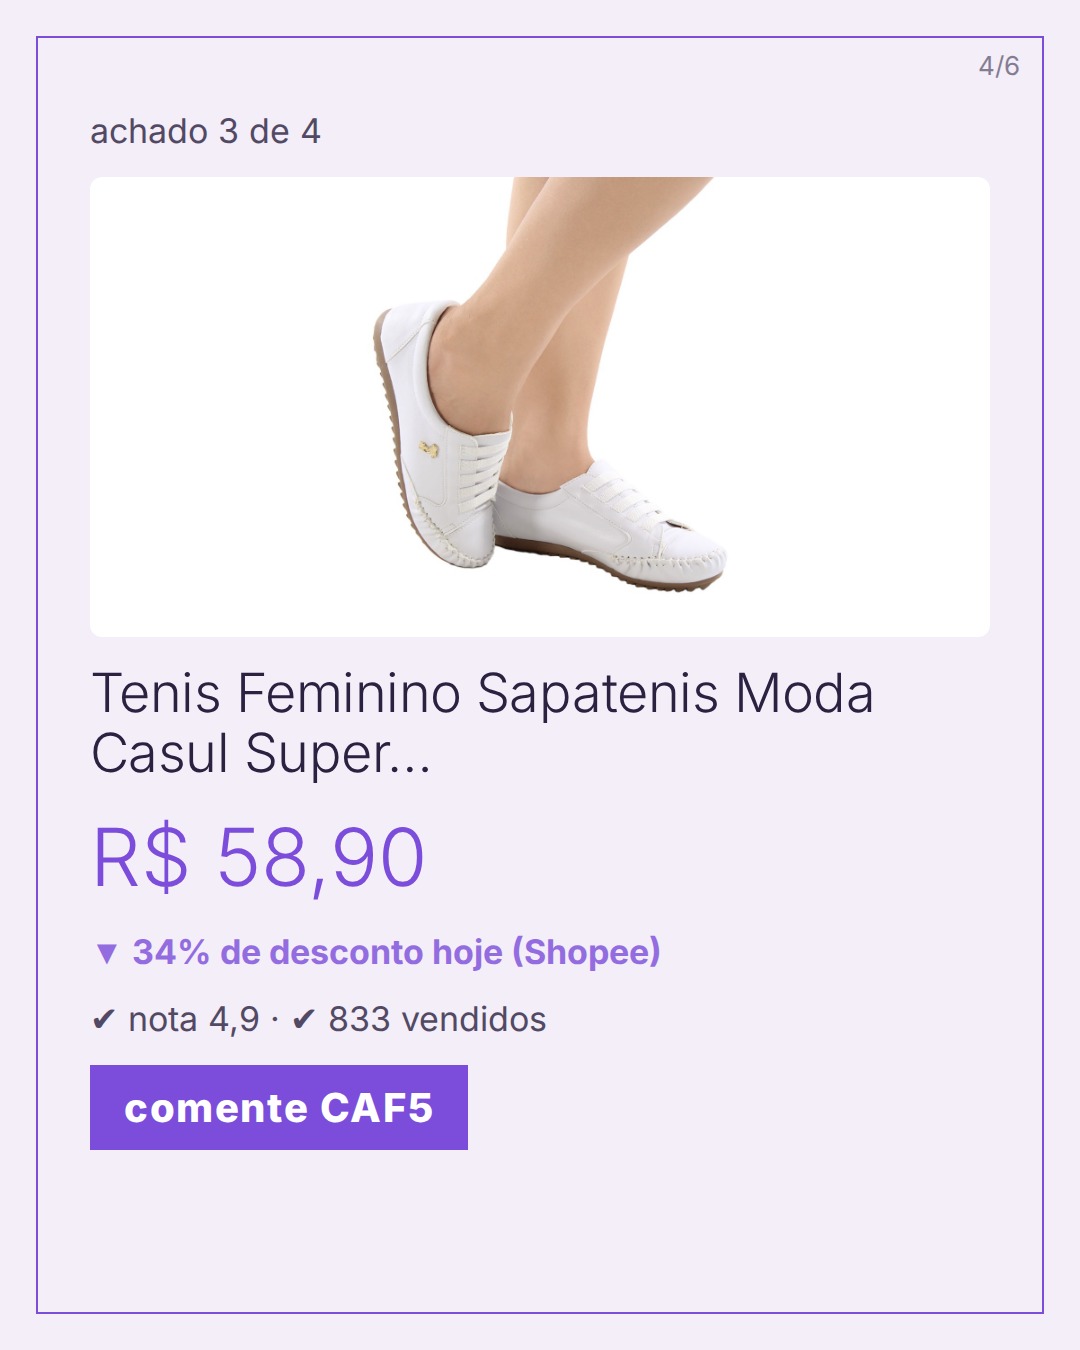 4/6
achado 3 de 4
Tenis Feminino Sapatenis Moda
Casul Super...
R$ 58,90
▼ 34% de desconto hoje (Shopee)
✔ nota 4,9 · ✔ 833 vendidos
comente CAF5